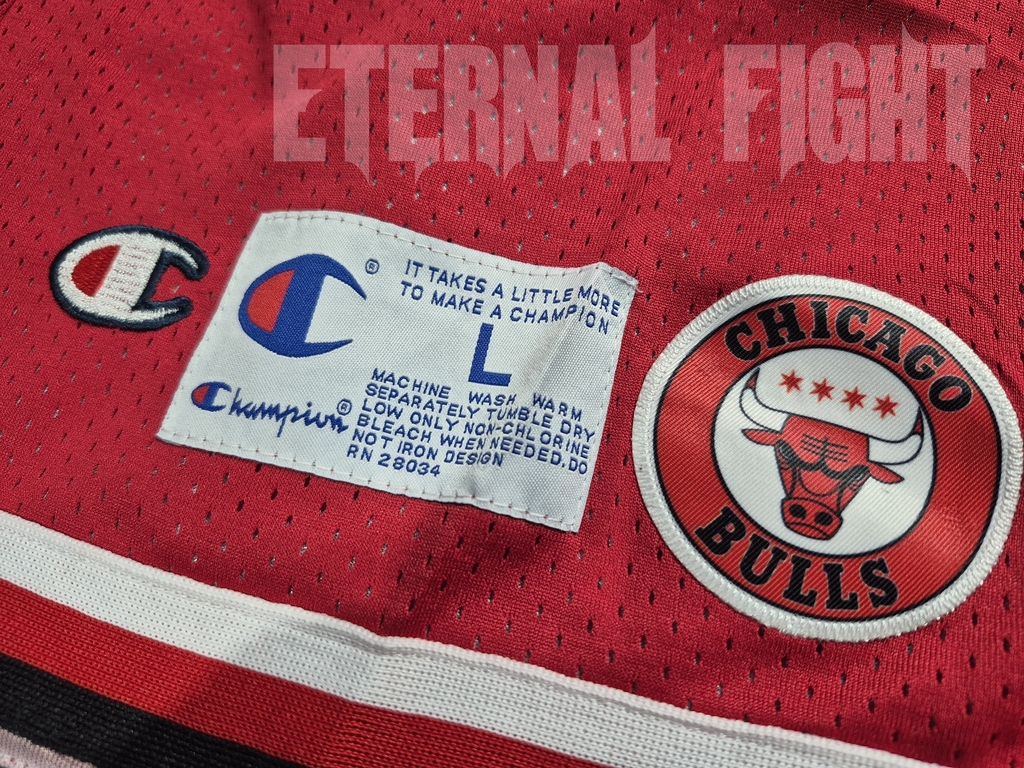 ETERNAL FIGHT
IT TAKES A LITTLE MORE
TO MAKE A CHAMPION
L
Champion
MACHINE WASH WARM
SEPARATELY TUMBLE DRY
LOW ONLY NON-CHLORINE
BLEACH WHEN NEEDED.DO
NOT IRON DESIGN
RN 28034
CHICAGO
BULLS